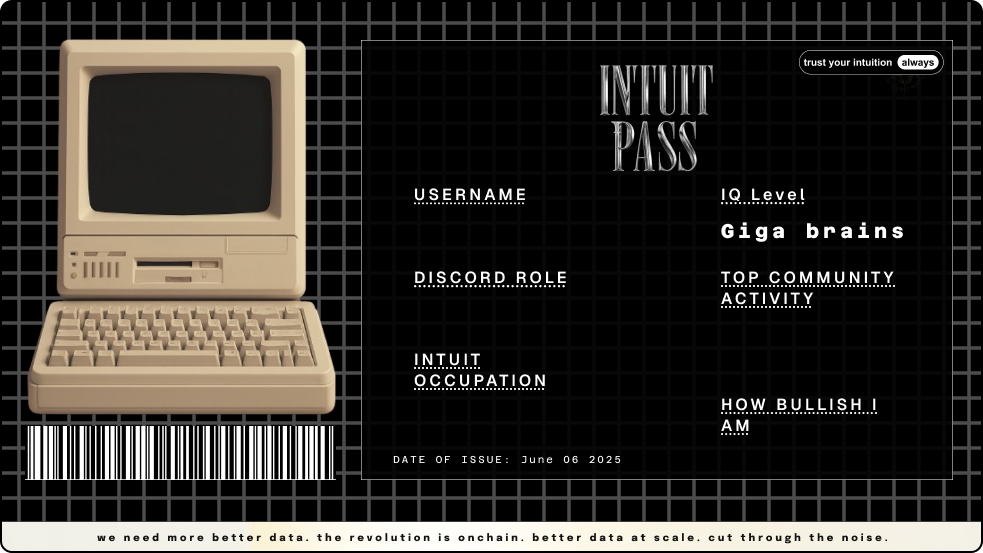 trust your intuition always
INTUIT
PASS
USERNAME
IQ Level
Giga brains
DISCORD ROLE
TOP COMMUNITY
ACTIVITY
INTUIT
OCCUPATION
HOW BULLISH I
AM
DATE OF ISSUE: June 06 2025
we need more better data. the revolution is onchain. better data at scale. cut through the noise.